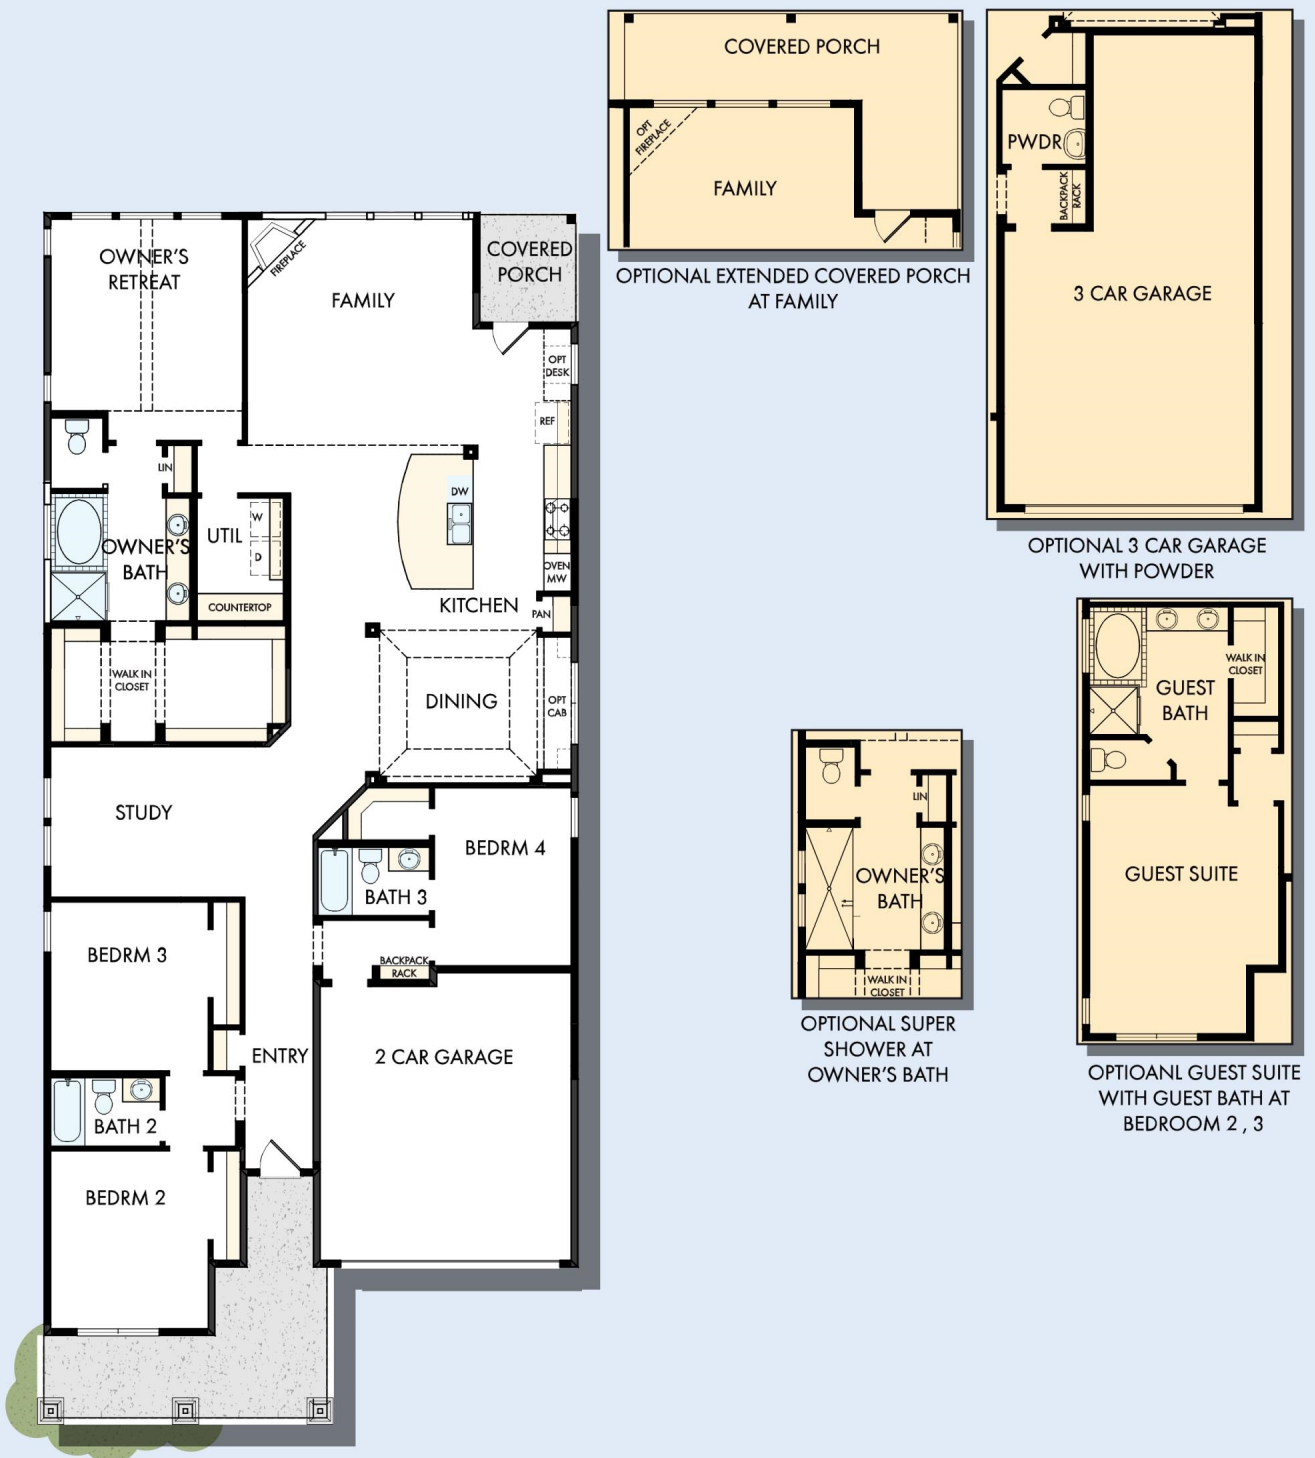 OWNER'S
RETREAT
FIREPLACE
FAMILY
COVERED
PORCH
OPT
DESK
REF
LIN
DW
W
D
UTIL
OWNER'S
BATH
COUNTERTOP
OVEN
MW
KITCHEN
PAN
WALK IN
CLOSET
DINING
OPT
CAB
STUDY
BEDRM 4
BATH 3
BEDRM 3
BACKPACK
RACK
ENTRY
2 CAR GARAGE
BATH 2
BEDRM 2
COVERED PORCH
OPT
FIREPLACE
FAMILY
OPTIONAL EXTENDED COVERED PORCH
AT FAMILY
PWDR
BACKPACK
RACK
3 CAR GARAGE
OPTIONAL 3 CAR GARAGE
WITH POWDER
LIN
OWNER'S
BATH
WALK IN
CLOSET
OPTIONAL SUPER
SHOWER AT
OWNER'S BATH
WALK IN
CLOSET
GUEST
BATH
GUEST SUITE
OPTIOANL GUEST SUITE
WITH GUEST BATH AT
BEDROOM 2 , 3